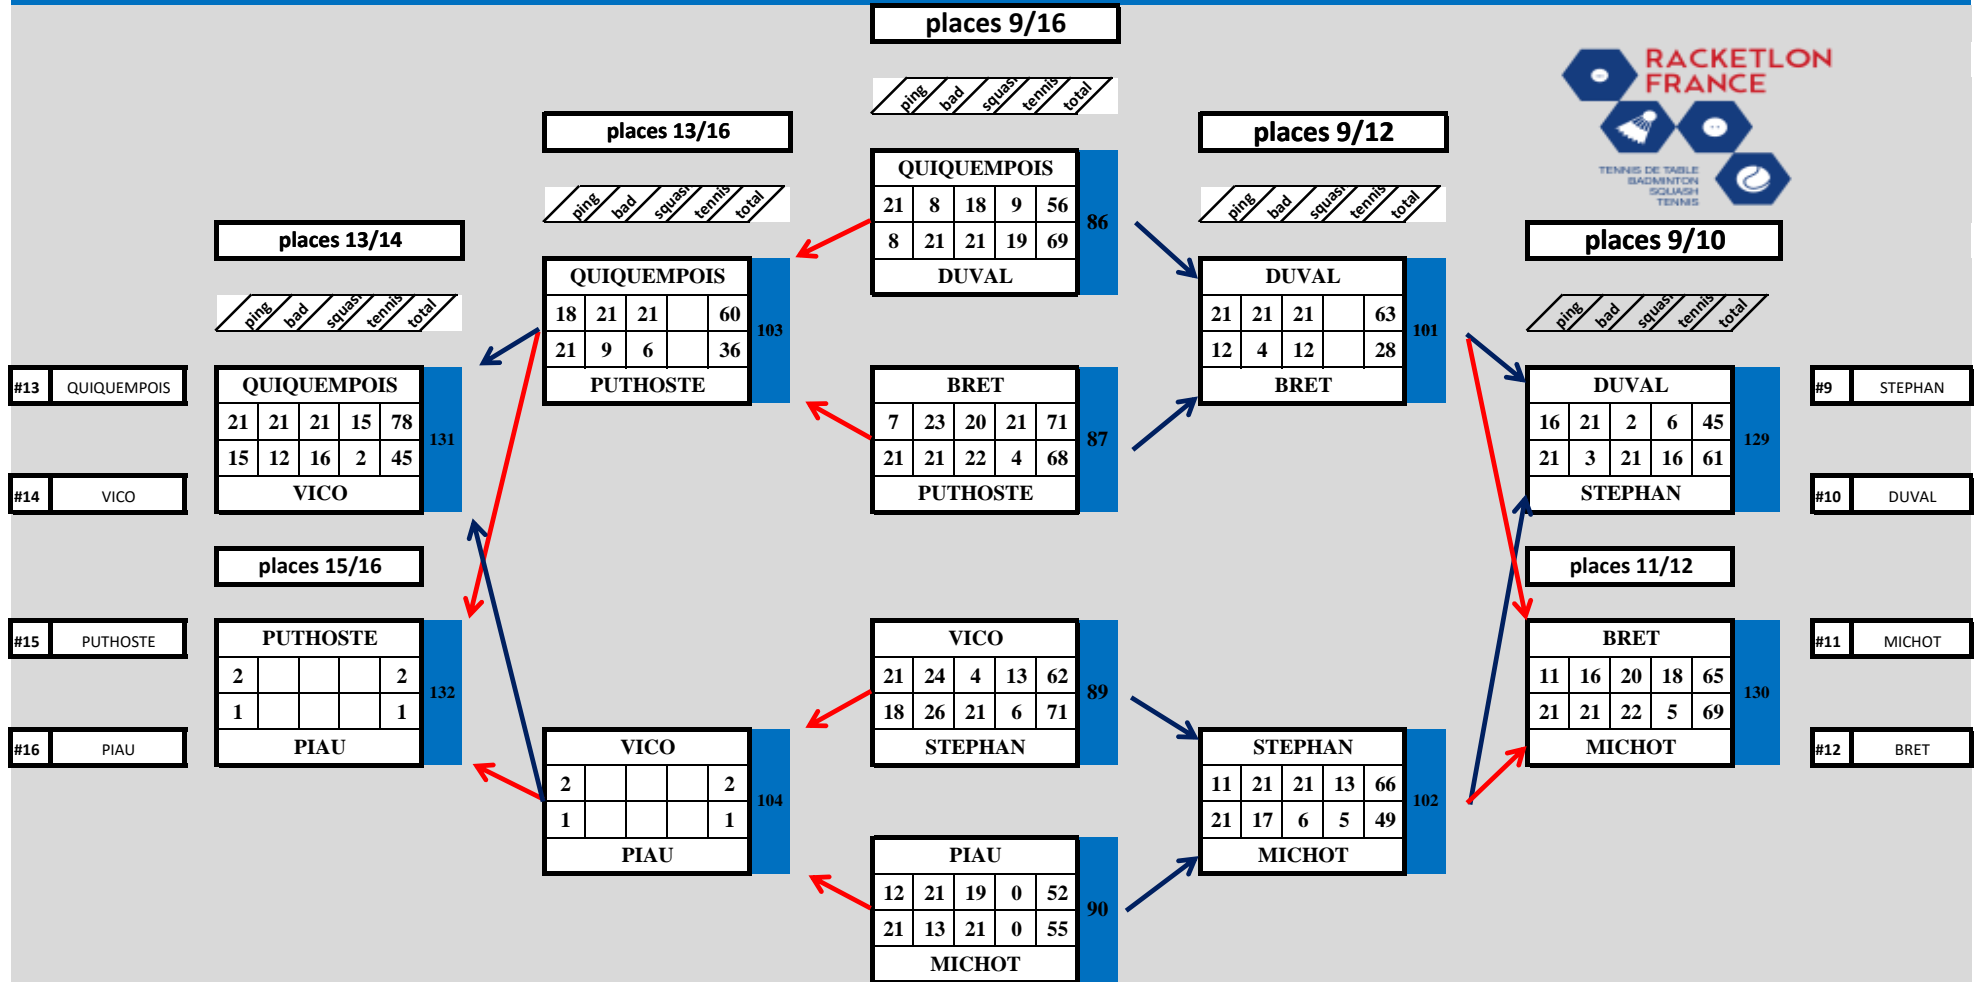 places 9/16
ping bad squash tennis total
RACKETLON
FRANCE
TENNIS DE TABLE
BADMINTON
SQUASH
TENNIS
places 13/16
ping bad squash tennis total
places 9/12
ping bad squash tennis total
places 13/14
ping bad squash tennis total
places 9/10
ping bad squash tennis total
QUIQUEMPOIS
21 8 18 9 56
86
8 21 21 19 69
DUVAL
QUIQUEMPOIS
18 21 21 60
103
21 9 6 36
PUTHOSTE
DUVAL
21 21 21 63
101
12 4 12 28
BRET
#13 QUIQUEMPOIS
QUIQUEMPOIS
21 21 21 15 78
131
15 12 16 2 45
VICO
#14 VICO
BRET
7 23 20 21 71
87
21 21 22 4 68
PUTHOSTE
DUVAL
16 21 2 6 45
129
21 3 21 16 61
STEPHAN
#9 STEPHAN
#10 DUVAL
places 15/16
places 11/12
#15 PUTHOSTE
PUTHOSTE
2 2
132
1 1
PIAU
#16 PIAU
VICO
21 24 4 13 62
89
18 26 21 6 71
STEPHAN
BRET
11 16 20 18 65
130
21 21 22 5 69
MICHOT
#11 MICHOT
#12 BRET
VICO
2 2
104
1 1
PIAU
STEPHAN
11 21 21 13 66
102
21 17 6 5 49
MICHOT
PIAU
12 21 19 0 52
90
21 13 21 0 55
MICHOT